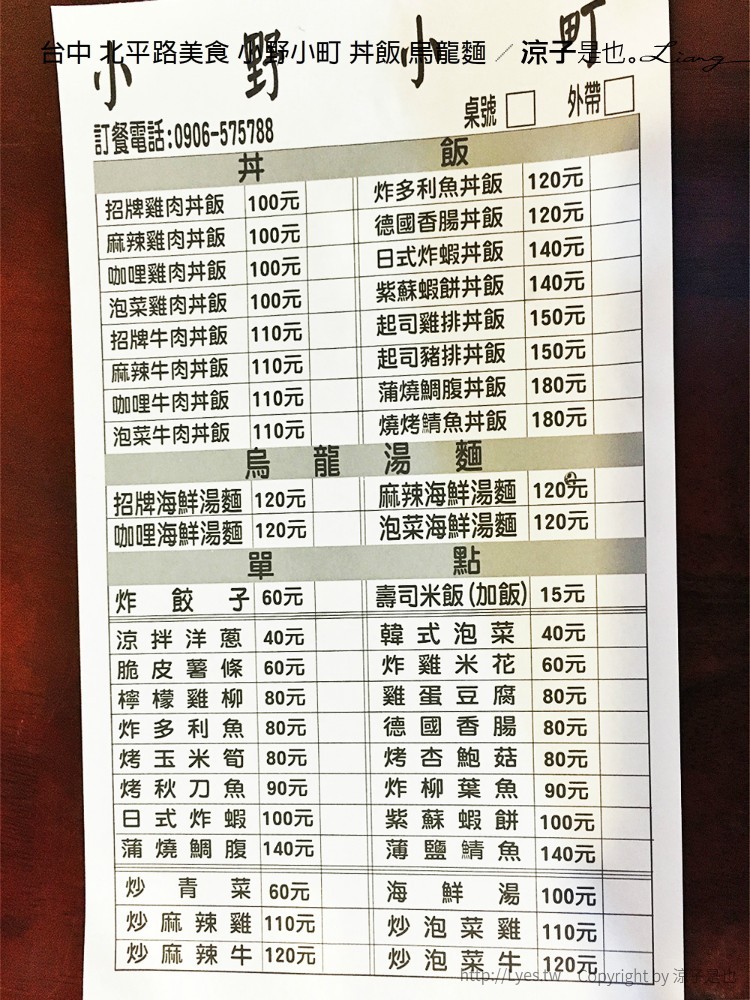 小 野 小 町
台中 北平路美食 小野小町 丼飯 烏龍麵 / 涼子是也。Liang
訂餐電話:0906-575788 桌號 外帶
丼 飯
招牌雞肉丼飯 100元 炸多利魚丼飯 120元
麻辣雞肉丼飯 100元 德國香腸丼飯 120元
咖哩雞肉丼飯 100元 日式炸蝦丼飯 140元
泡菜雞肉丼飯 100元 紫蘇蝦餅丼飯 140元
招牌牛肉丼飯 110元 起司雞排丼飯 150元
麻辣牛肉丼飯 110元 起司豬排丼飯 150元
咖哩牛肉丼飯 110元 蒲燒鯛腹丼飯 180元
泡菜牛肉丼飯 110元 燒烤鯖魚丼飯 180元
烏 龍 湯 麵
招牌海鮮湯麵 120元 麻辣海鮮湯麵 120元
咖哩海鮮湯麵 120元 泡菜海鮮湯麵 120元
單 點
炸餃子 60元 壽司米飯(加飯) 15元
涼拌洋蔥 40元 韓式泡菜 40元
脆皮薯條 60元 炸雞米花 60元
檸檬雞柳 80元 雞蛋豆腐 80元
炸多利魚 80元 德國香腸 80元
烤玉米筍 80元 烤杏鮑菇 80元
烤秋刀魚 90元 炸柳葉魚 90元
日式炸蝦 100元 紫蘇蝦餅 100元
蒲燒鯛腹 140元 薄鹽鯖魚 140元
炒青菜 60元 海鮮湯 100元
炒麻辣雞 110元 炒泡菜雞 110元
炒麻辣牛 120元 炒泡菜牛 120元
http://i-yes.tw Copyright by 涼子是也